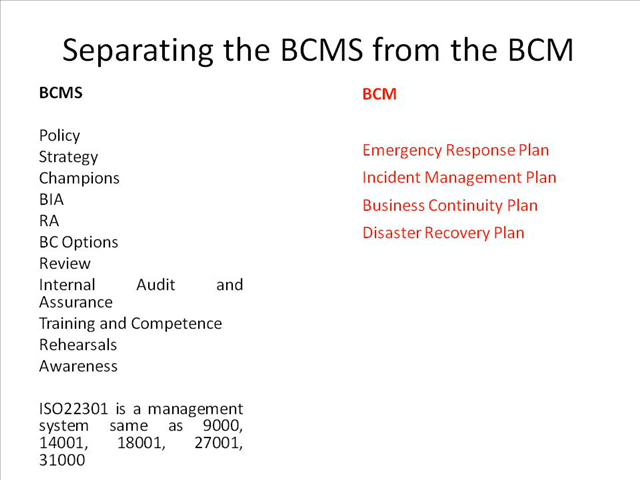 Separating the BCMS from the BCM
BCMS
Policy
Strategy
Champions
BIA
RA
BC Options
Review
Internal Audit and
Assurance
Training and Competence
Rehearsals
Awareness
ISO22301 is a management
system same as 9000,
14001, 18001, 27001,
31000
BCM
Emergency Response Plan
Incident Management Plan
Business Continuity Plan
Disaster Recovery Plan